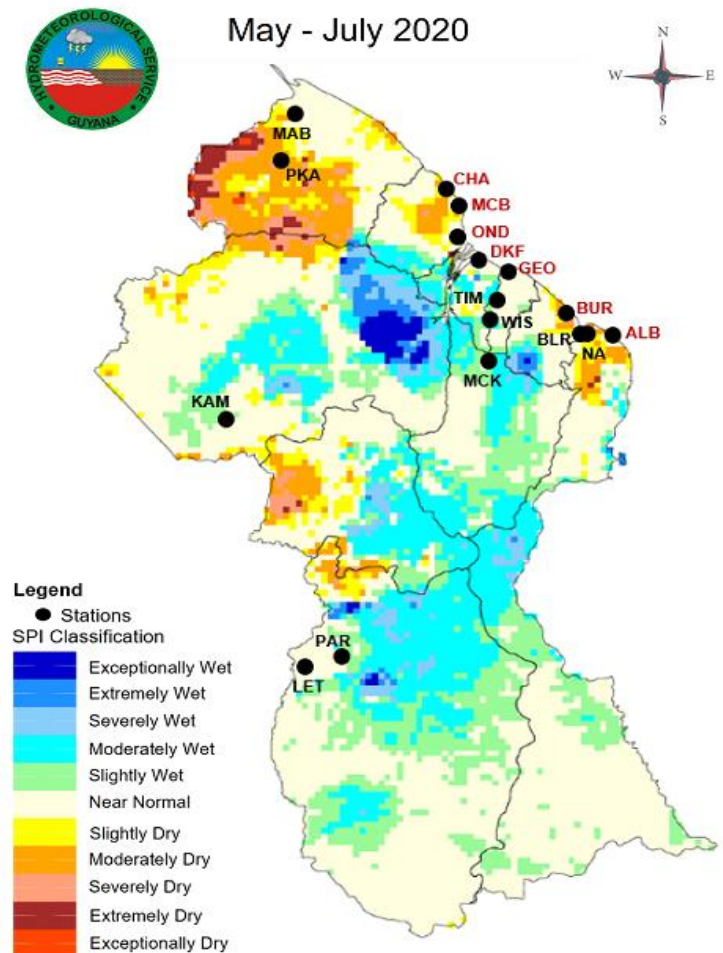 May - July 2020
HYDROMETEOROLOGICAL SERVICE
GUYANA
N
W
E
S
MAB
PKA
CHA
MCB
OND
DKF
GEO
TIM
WIS
BUR
BLR
NA
ALB
MCK
KAM
PAR
LET
Legend
Stations
SPI Classification
Exceptionally Wet
Extremely Wet
Severely Wet
Moderately Wet
Slightly Wet
Near Normal
Slightly Dry
Moderately Dry
Severely Dry
Extremely Dry
Exceptionally Dry